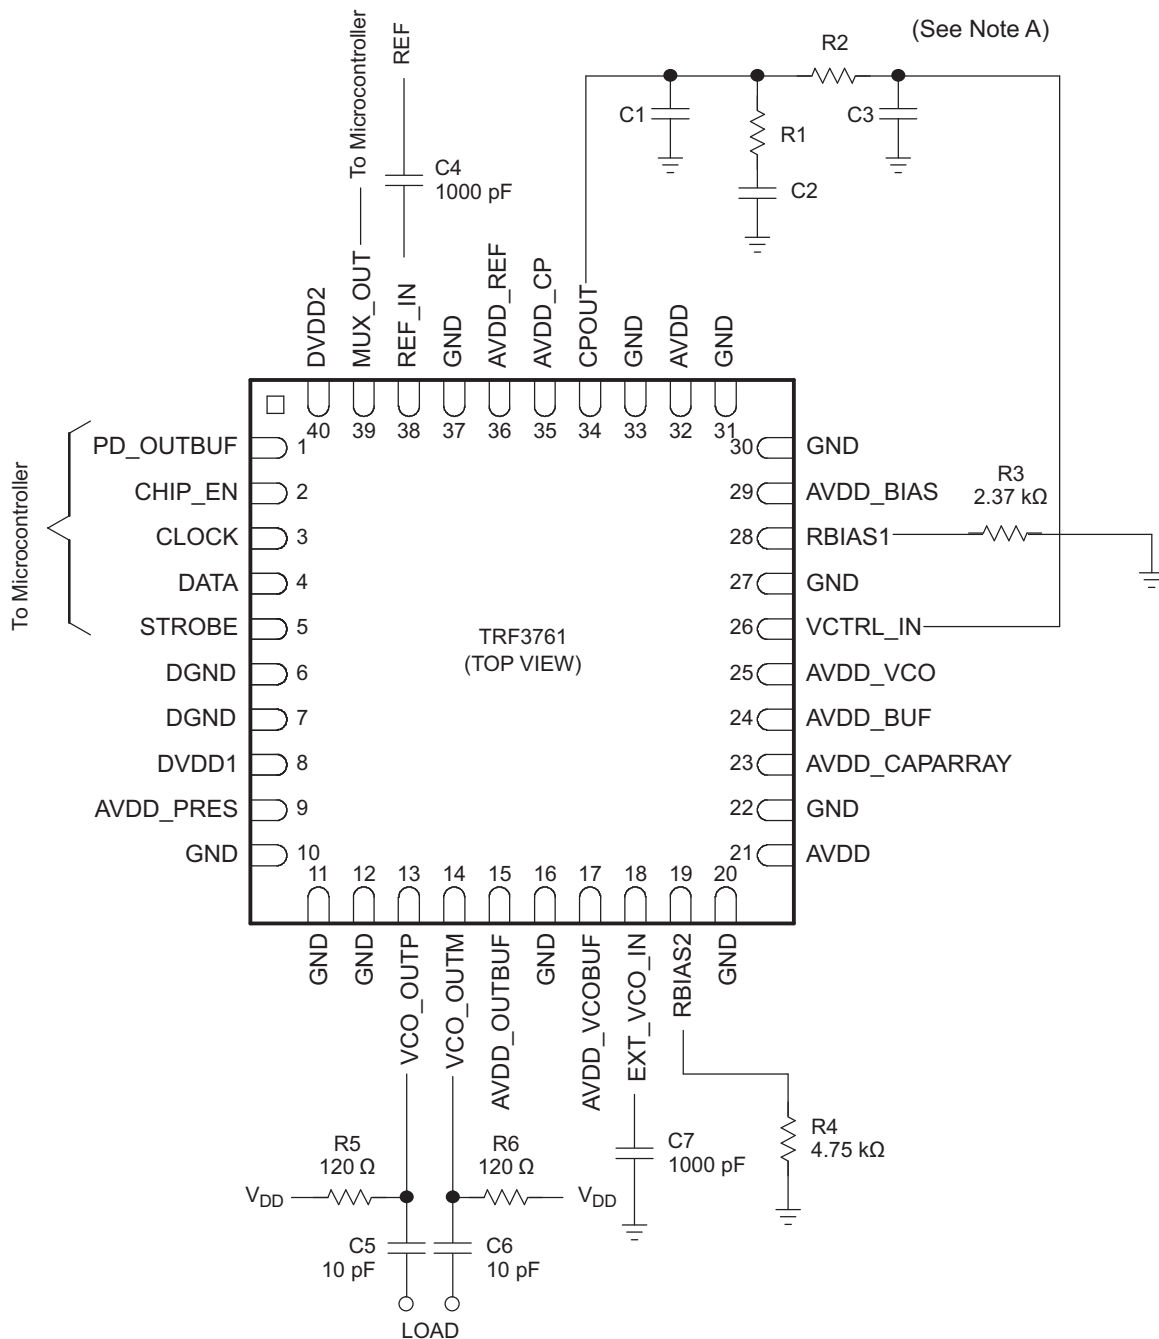 (See Note A)
R2
To Microcontroller
REF
C1
R1
C3
C2
C4
1000 pF
DVDD2
MUX_OUT
REF_IN
GND
AVDD_REF
AVDD_CP
CPOUT
GND
AVDD
GND
40
39
38
37
36
35
34
33
32
31
To Microcontroller
PD_OUTBUF
1
CHIP_EN
2
CLOCK
3
DATA
4
STROBE
5
DGND
6
DGND
7
DVDD1
8
AVDD_PRES
9
GND
10
TRF3761
(TOP VIEW)
30
GND
29
AVDD_BIAS
28
RBIAS1
27
GND
26
VCTRL_IN
25
AVDD_VCO
24
AVDD_BUF
23
AVDD_CAPARRAY
22
GND
21
AVDD
R3
2.37 kΩ
11
12
13
14
15
16
17
18
19
20
GND
GND
VCO_OUTP
VCO_OUTM
AVDD_OUTBUF
GND
AVDD_VCOBUF
EXT_VCO_IN
RBIAS2
GND
R5
120 Ω
R6
120 Ω
VDD
VDD
C5
10 pF
C6
10 pF
LOAD
C7
1000 pF
R4
4.75 kΩ